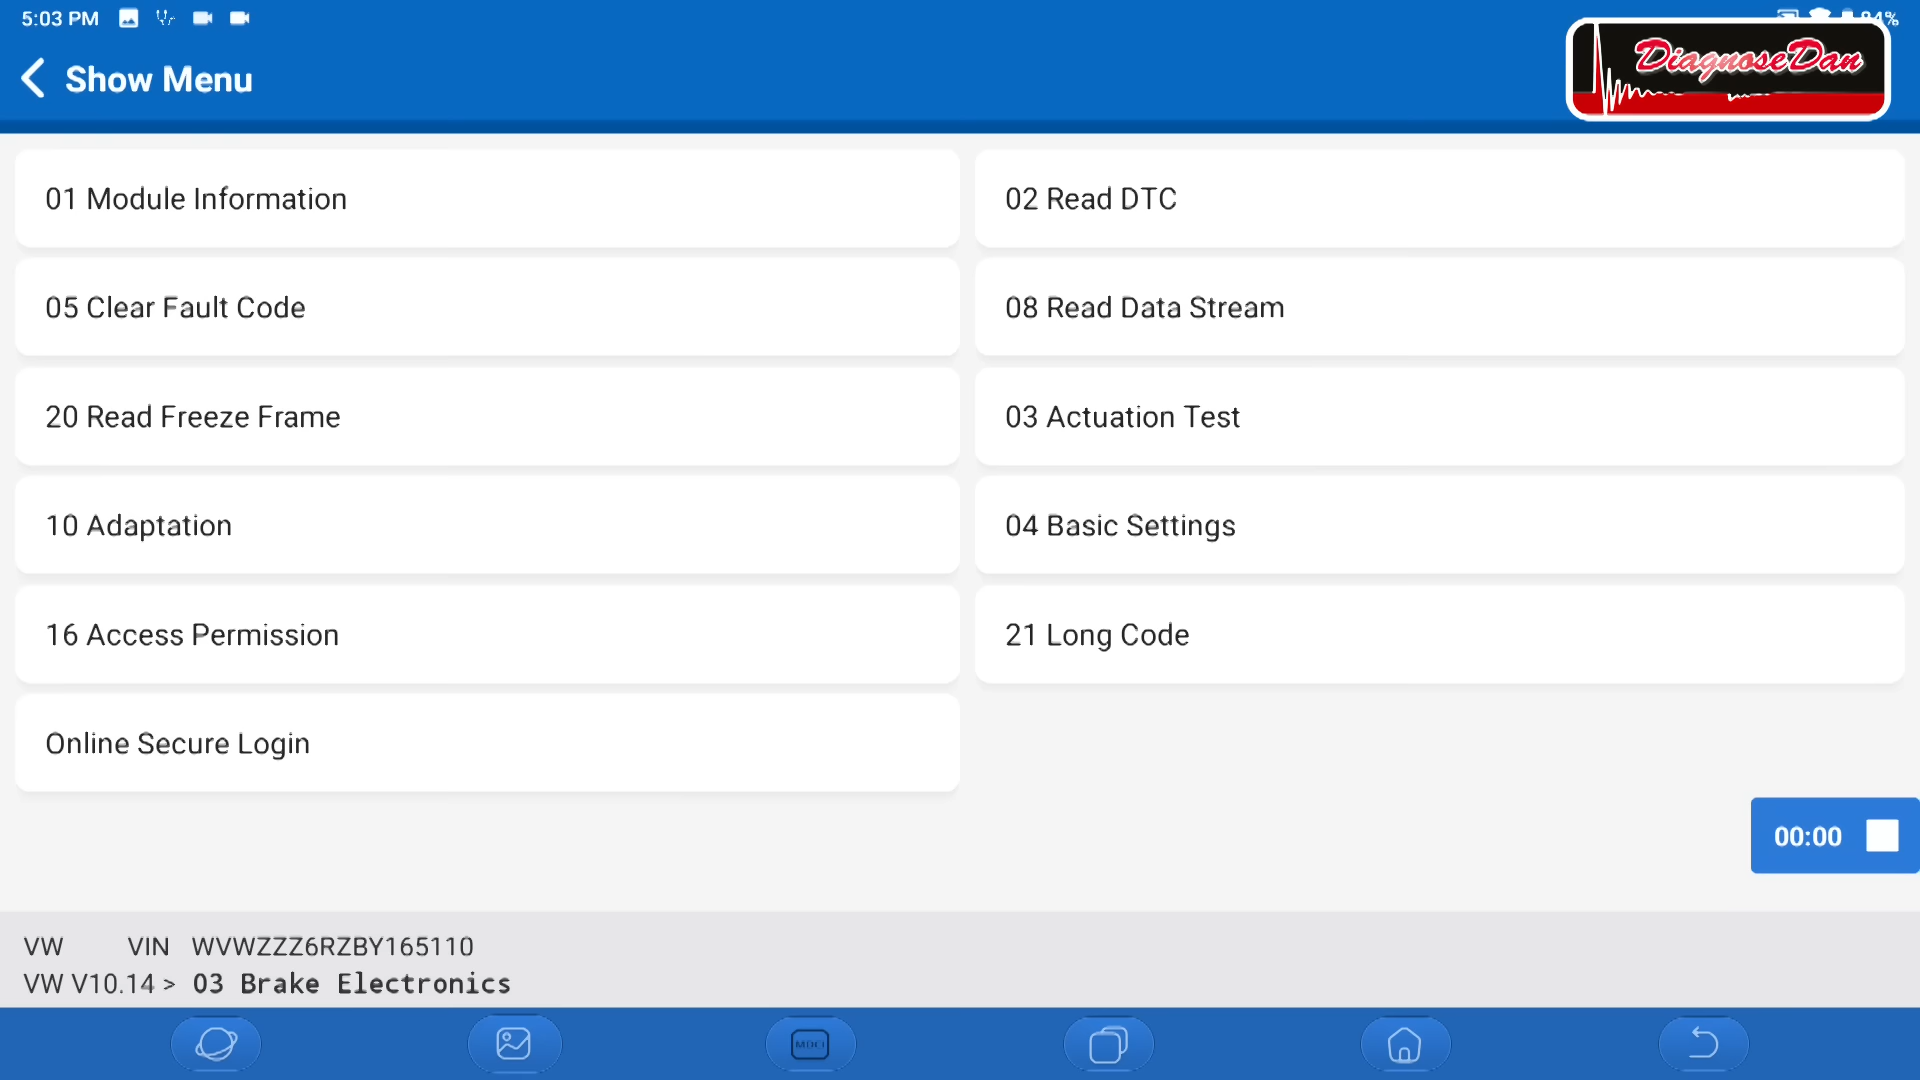 5:03 PM
84%
Show Menu
DiagnoseDan
01 Module Information
02 Read DTC
05 Clear Fault Code
08 Read Data Stream
20 Read Freeze Frame
03 Actuation Test
10 Adaptation
04 Basic Settings
16 Access Permission
21 Long Code
Online Secure Login
00:00
VW VIN WVWZZZ6RZBY165110
VW V10.14 > 03 Brake Electronics